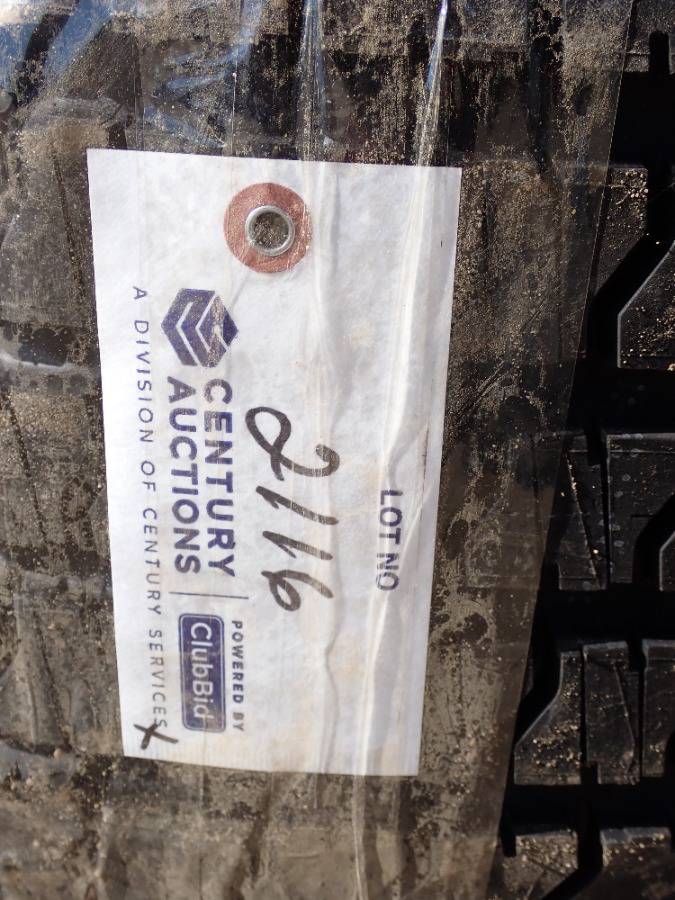 LOT NO
2116
CENTURY
AUCTIONS
POWERED BY
ClubBid
A DIVISION OF CENTURY SERVICES
X